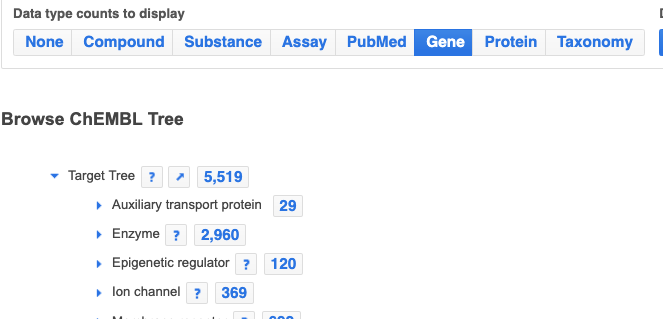 Data type counts to display
None Compound Substance Assay PubMed Gene Protein Taxonomy
Browse ChEMBL Tree
Target Tree ? ↗ 5,519
Auxiliary transport protein 29
Enzyme ? 2,960
Epigenetic regulator ? 120
Ion channel ? 369